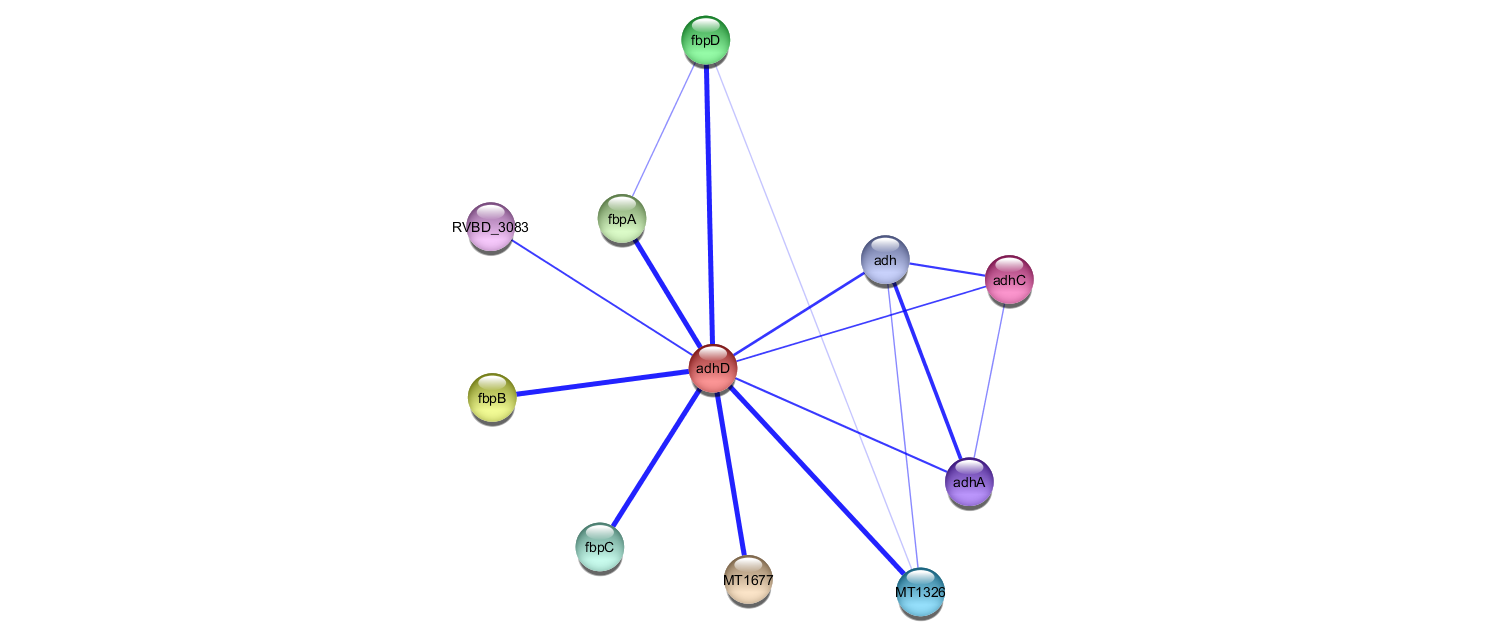 fbpD
fbpA
RVBD_3083
adh
adhC
adhD
fbpB
adhA
fbpC
MT1677
MT1326